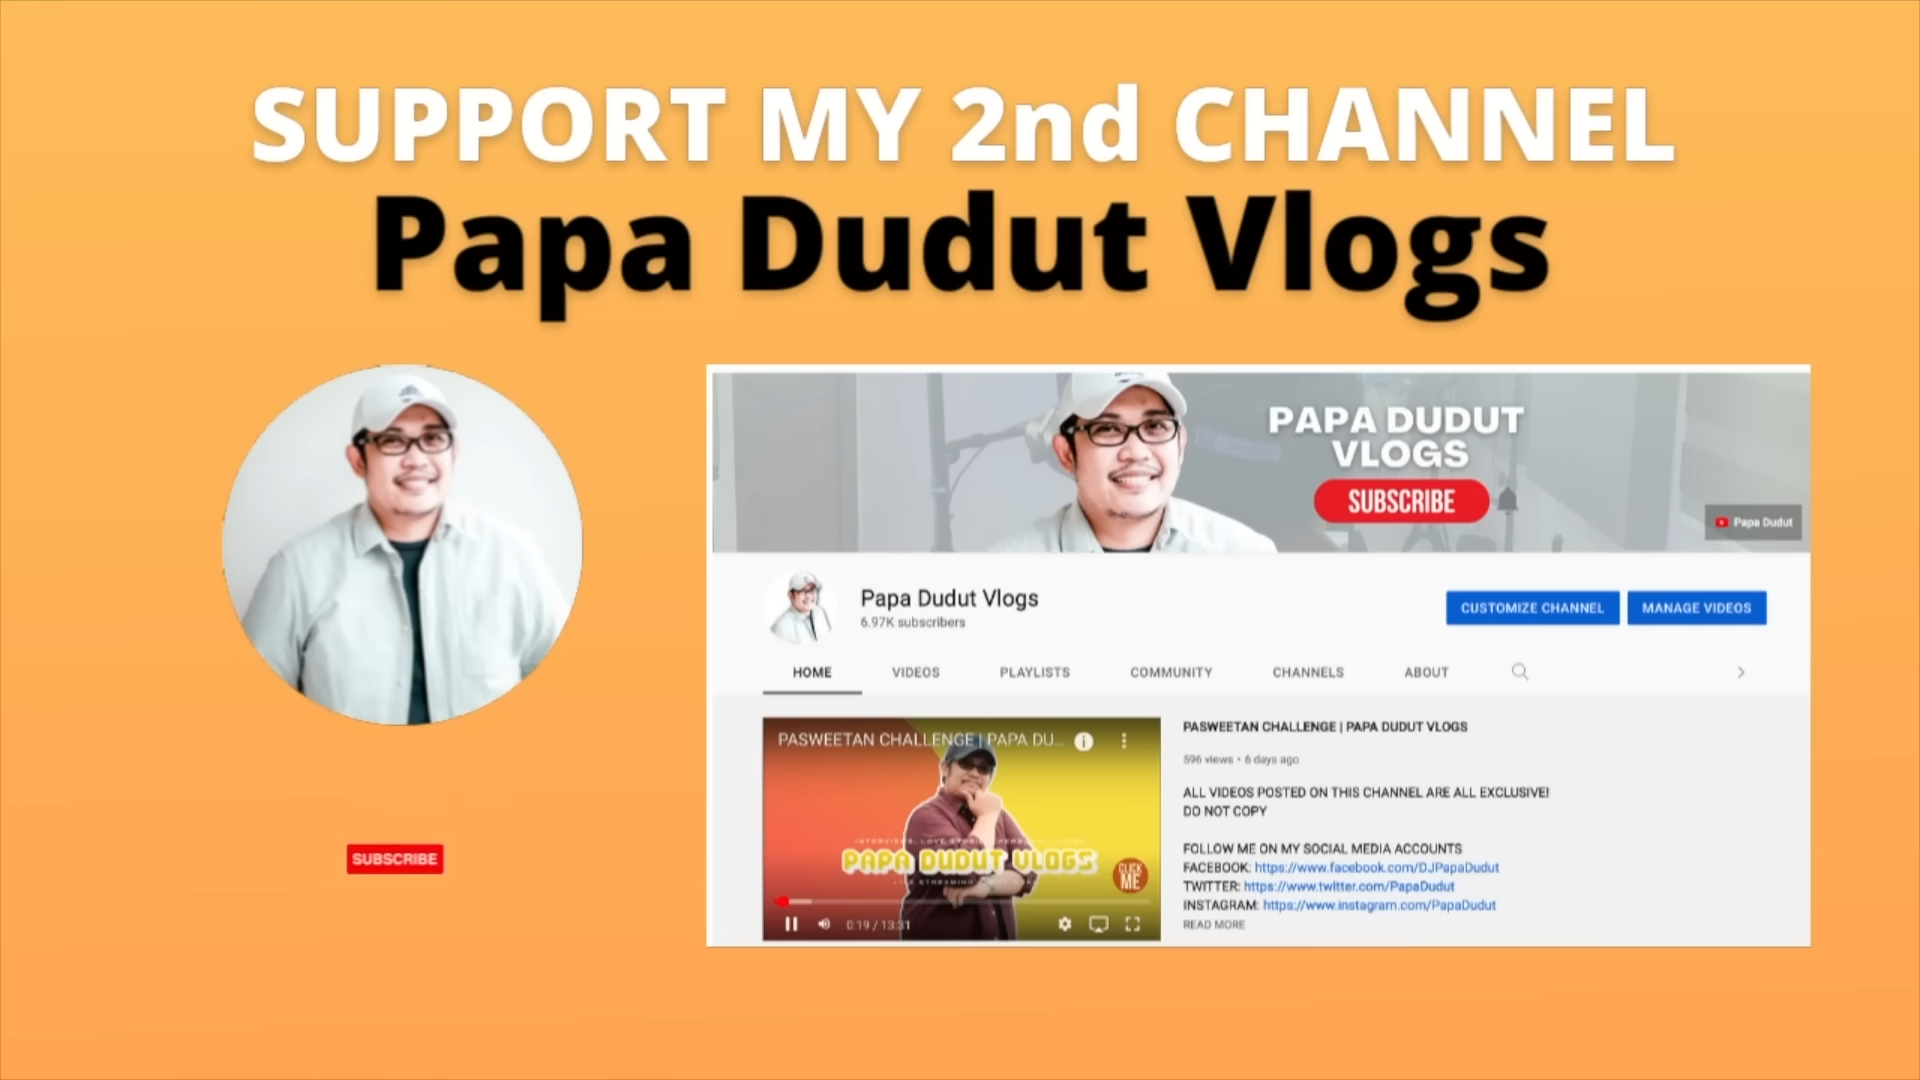 SUPPORT MY 2nd CHANNEL
Papa Dudut Vlogs
PAPA DUDUT
VLOGS
SUBSCRIBE
Papa Dudut
Papa Dudut Vlogs
6.97K subscribers
CUSTOMIZE CHANNEL
MANAGE VIDEOS
HOME VIDEOS PLAYLISTS COMMUNITY CHANNELS ABOUT
PASWEETAN CHALLENGE | PAPA DU...
PAPA DUDUT VLOGS
CLICK
ME
0:19 / 13:31
PASWEETAN CHALLENGE | PAPA DUDUT VLOGS
596 views • 6 days ago
ALL VIDEOS POSTED ON THIS CHANNEL ARE ALL EXCLUSIVE!
DO NOT COPY
FOLLOW ME ON MY SOCIAL MEDIA ACCOUNTS
FACEBOOK: https://www.facebook.com/DJPapaDudut
TWITTER: https://www.twitter.com/PapaDudut
INSTAGRAM: https://www.instagram.com/PapaDudut
READ MORE
SUBSCRIBE